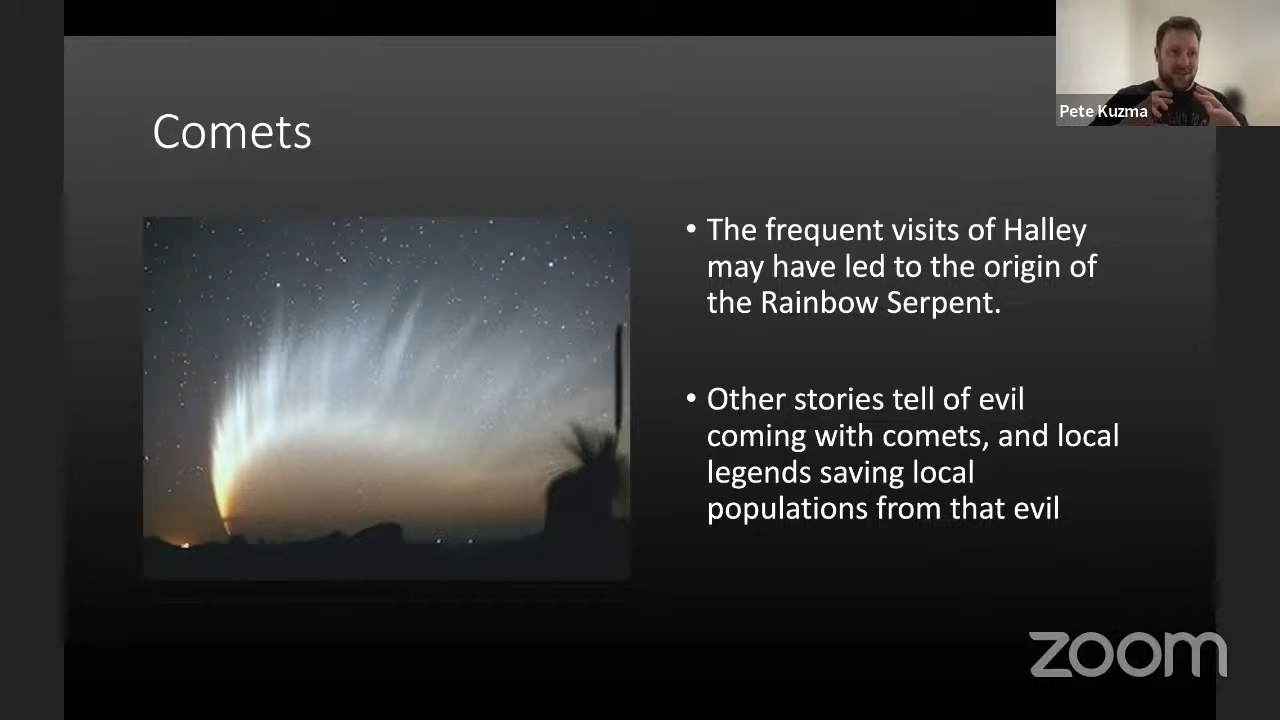 Pete Kuzma
Comets
• The frequent visits of Halley
may have led to the origin of
the Rainbow Serpent.
• Other stories tell of evil
coming with comets, and local
legends saving local
populations from that evil
zoom